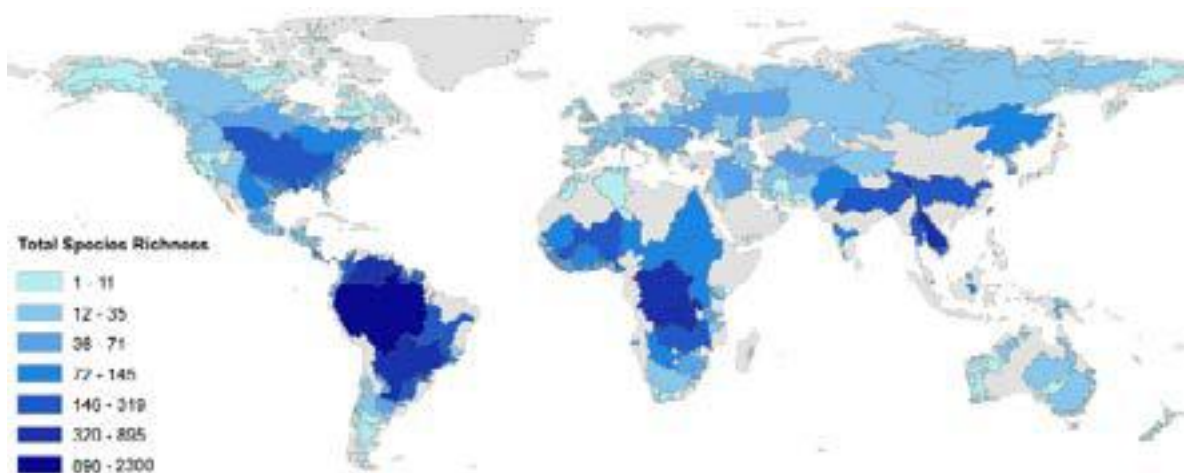 Total Species Richness
1 - 11
12 - 35
36 - 71
72 - 145
146 - 319
320 - 895
896 - 2300